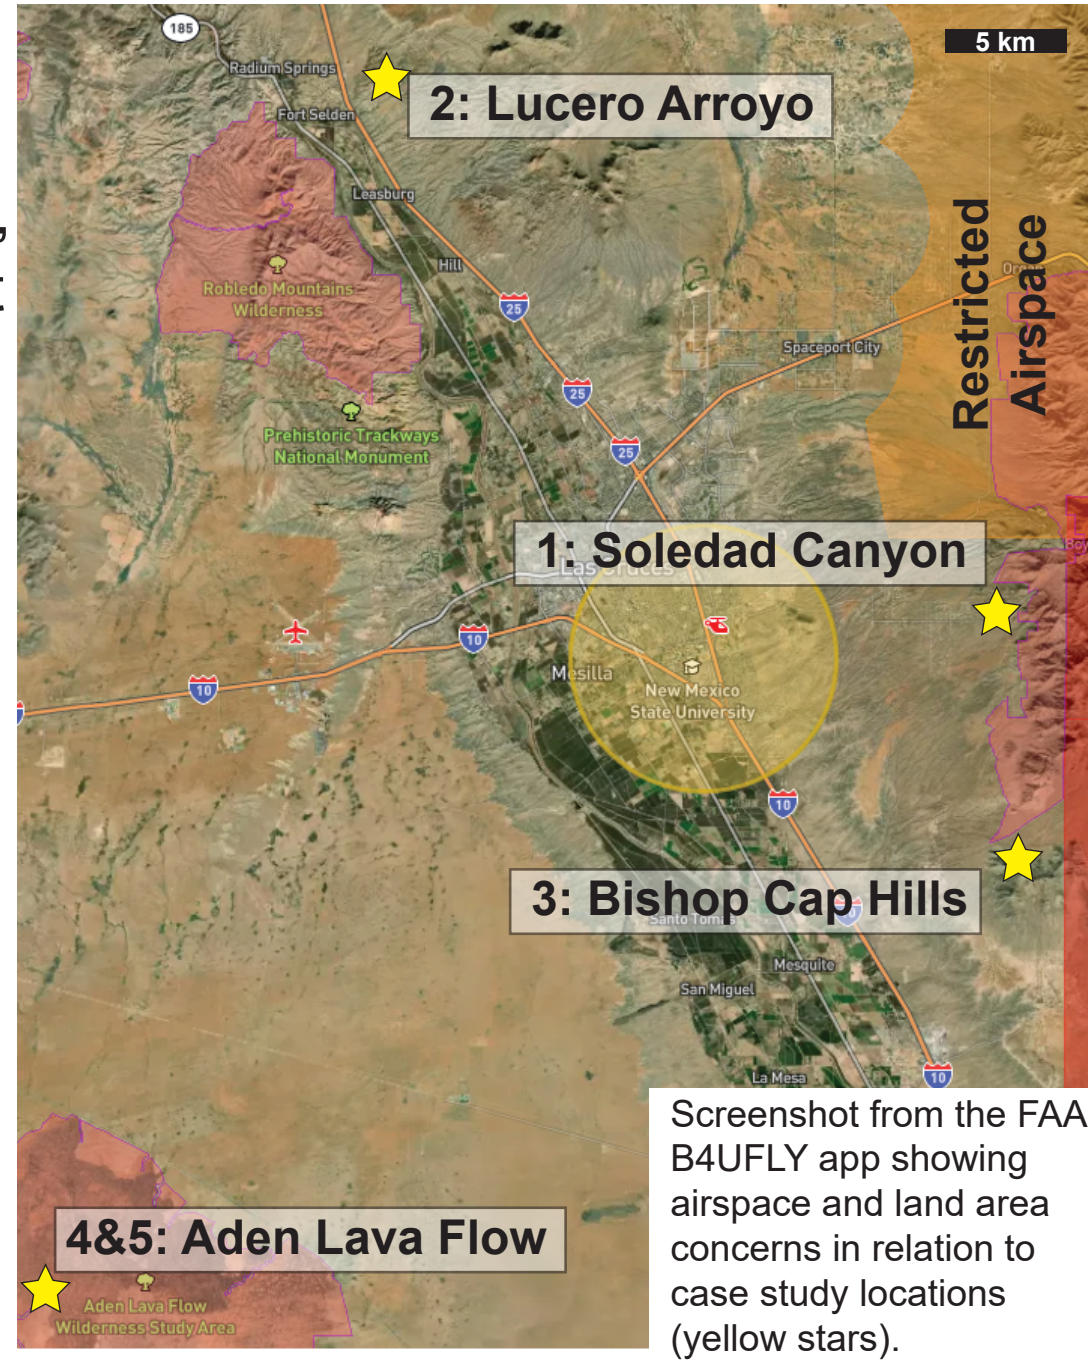 185
5 km
Radium Springs
2: Lucero Arroyo
Fort Selden
Leasburg
Restricted
Airspace
Hill
Robledo Mountains
Wilderness
25
Spaceport City
25
Prehistoric Trackways
National Monument
25
1: Soledad Canyon
Las Cruces
10
Mesilla
10
New Mexico
State University
10
3: Bishop Cap Hills
Santo Tomas
Mesquite
San Miguel
10
La Mesa
Screenshot from the FAA
B4UFLY app showing
airspace and land area
concerns in relation to
case study locations
(yellow stars).
4&5: Aden Lava Flow
Aden Lava Flow
Wilderness Study Area